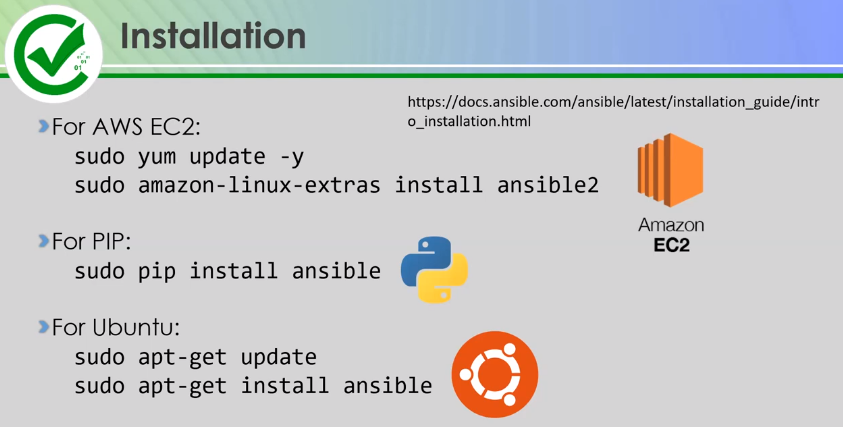 Installation
https://docs.ansible.com/ansible/latest/installation_guide/intr
o_installation.html
For AWS EC2:
sudo yum update -y
sudo amazon-linux-extras install ansible2
Amazon
EC2
For PIP:
sudo pip install ansible
For Ubuntu:
sudo apt-get update
sudo apt-get install ansible